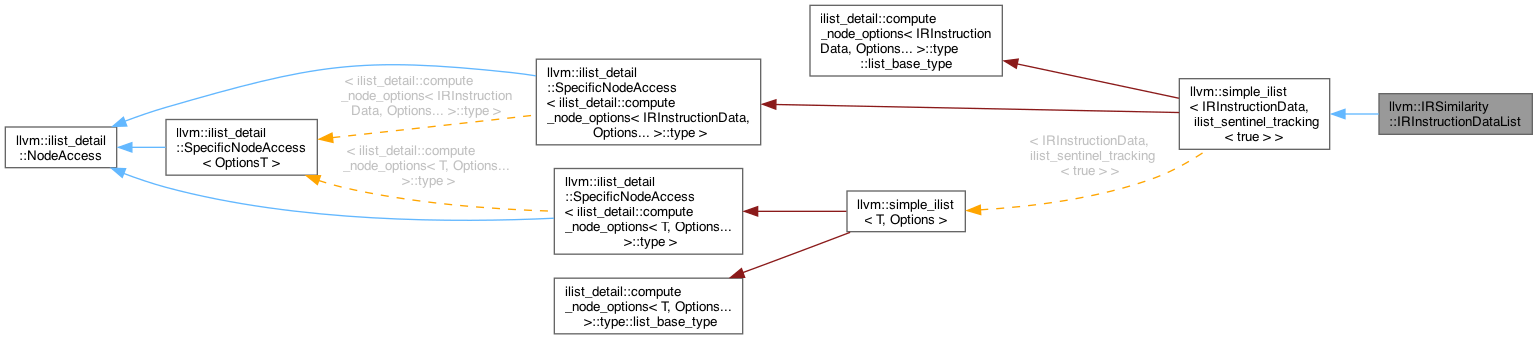 llvm::ilist_detail
::NodeAccess
llvm::ilist_detail
::SpecificNodeAccess
< OptionsT >
< ilist_detail::compute
_node_options< IRInstruction
Data, Options... >::type >
< ilist_detail::compute
_node_options< T, Options...
>::type >
llvm::ilist_detail
::SpecificNodeAccess
< ilist_detail::compute
_node_options< IRInstructionData,
Options... >::type >
llvm::ilist_detail
::SpecificNodeAccess
< ilist_detail::compute
_node_options< T, Options...
>::type >
ilist_detail::compute
_node_options< T, Options...
>::type::list_base_type
ilist_detail::compute
_node_options< IRInstruction
Data, Options... >::type
::list_base_type
llvm::simple_ilist
< T, Options >
< IRInstructionData,
ilist_sentinel_tracking
< true > >
llvm::simple_ilist
< IRInstructionData,
ilist_sentinel_tracking
< true > >
llvm::IRSimilarity
::IRInstructionDataList